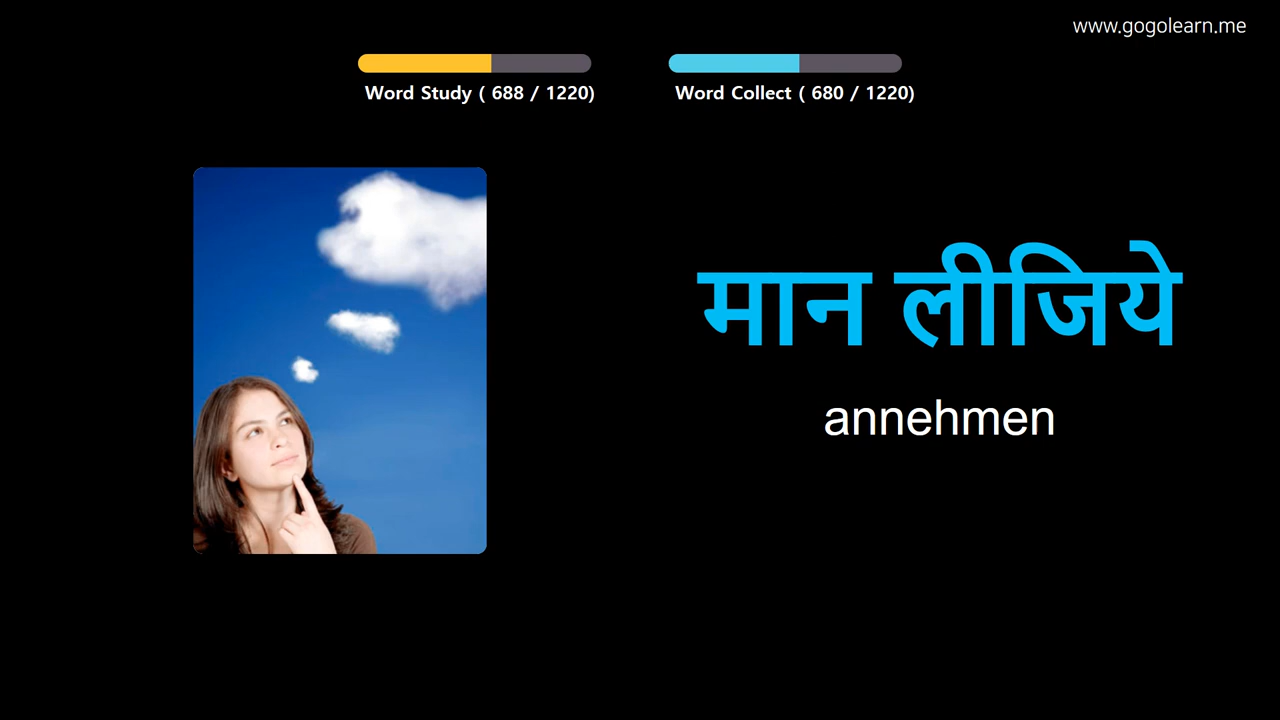 www.gogolearn.me
Word Study ( 688 / 1220)
Word Collect ( 680 / 1220)
मान लीजिये
annehmen